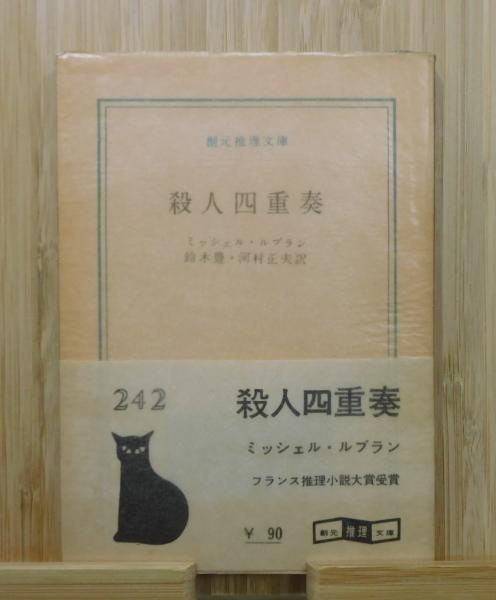 創元推理文庫
殺人四重奏
ミッシェル・ルブラン
鈴木豊・河村正夫訳
242
殺人四重奏
ミッシェル・ルブラン
フランス推理小説大賞受賞
¥ 90
創元 推理 文庫